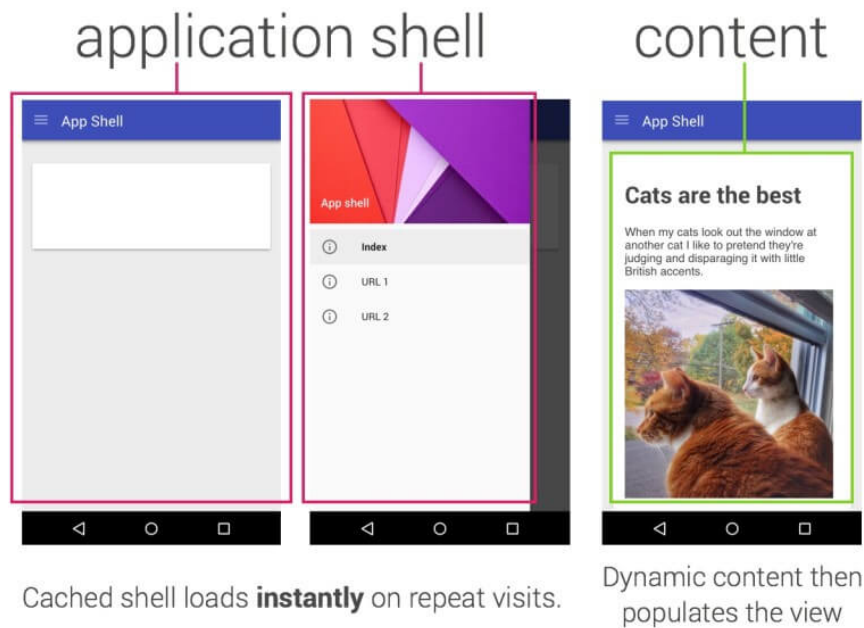 application shell
content
App Shell
App shell
Index
URL 1
URL 2
App Shell
Cats are the best
When my cats look out the window at
another cat I like to pretend they're
judging and disparaging it with little
British accents.
Cached shell loads instantly on repeat visits.
Dynamic content then
populates the view